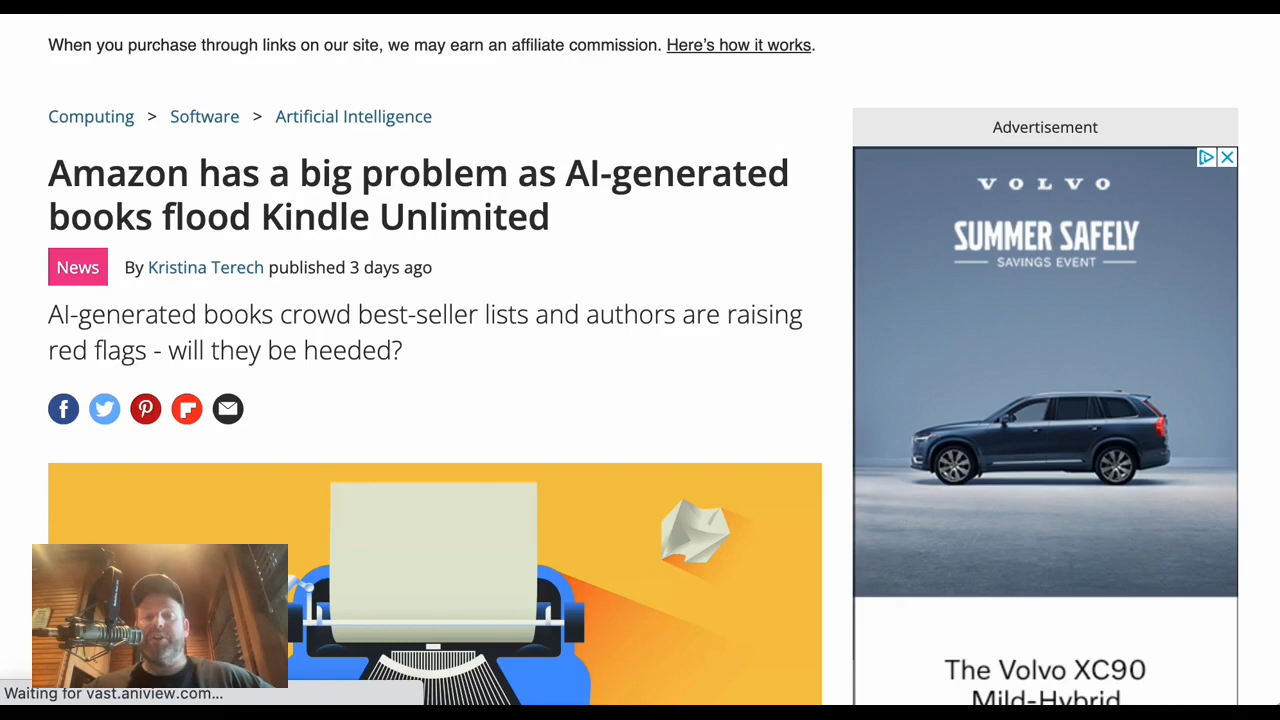 When you purchase through links on our site, we may earn an affiliate commission. Here's how it works.
Computing > Software > Artificial Intelligence
Amazon has a big problem as AI-generated
books flood Kindle Unlimited
News By Kristina Terech published 3 days ago
AI-generated books crowd best-seller lists and authors are raising
red flags - will they be heeded?
Advertisement
VOLVO
SUMMER SAFELY
SAVINGS EVENT
The Volvo XC90
Mild-Hybrid
Waiting for vast.aniview.com...